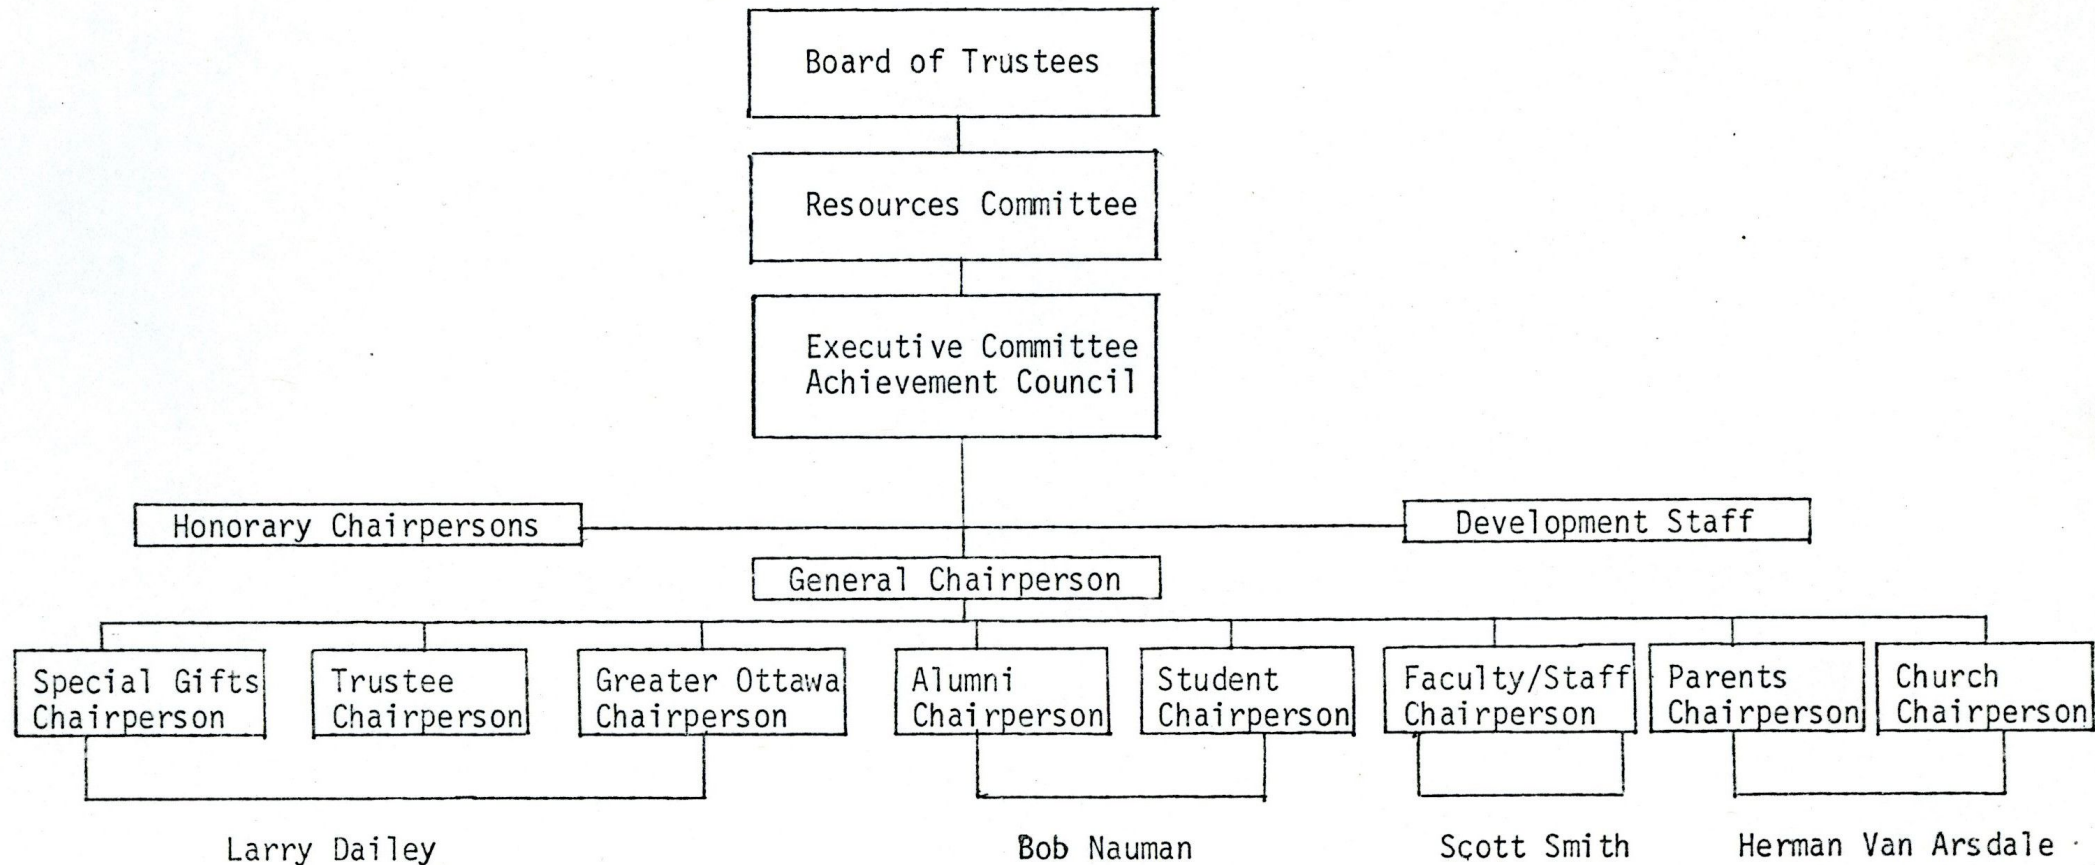 Board of Trustees
Resources Committee
Executive Committee
Achievement Council
Honorary Chairpersons
Development Staff
General Chairperson
Special Gifts
Chairperson
Trustee
Chairperson
Greater Ottawa
Chairperson
Alumni
Chairperson
Student
Chairperson
Faculty/Staff
Chairperson
Parents
Chairperson
Church
Chairperson
Larry Dailey
Bob Nauman
Scott Smith
Herman Van Arsdale